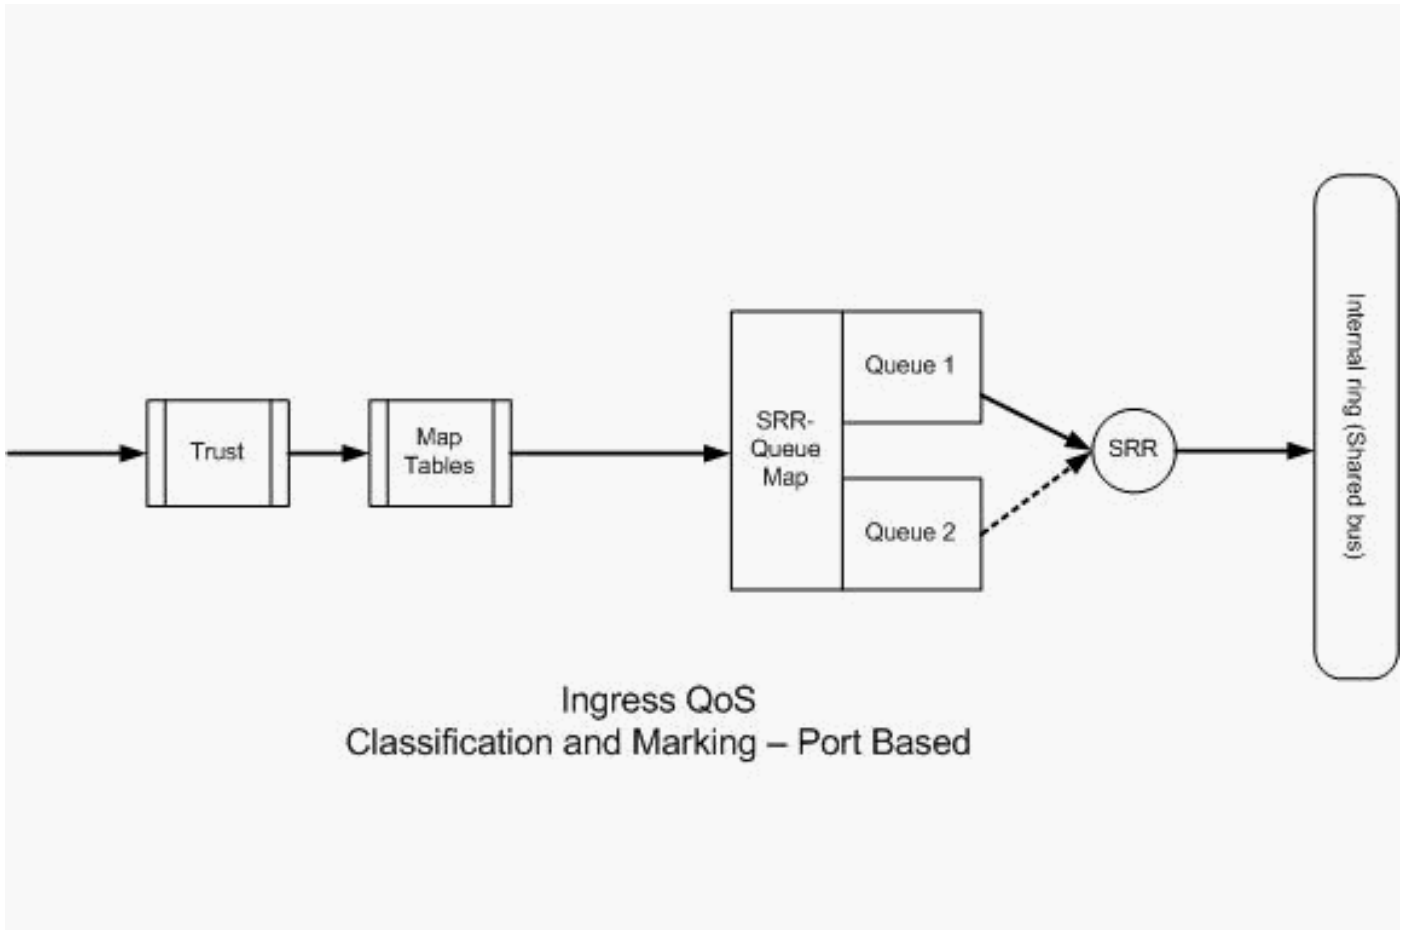 Trust
Map
Tables
SRR-
Queue
Map
Queue 1
Queue 2
SRR
Internal ring (Shared bus)
Ingress QoS
Classification and Marking – Port Based